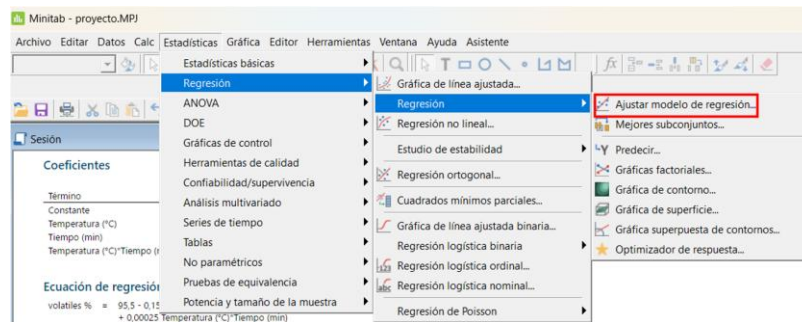 Minitab - proyecto.MPJ
Archivo Editar Datos Calc Estadísticas Gráfica Editor Herramientas Ventana Ayuda Asistente
Estadísticas básicas
Regresión
ANOVA
DOE
Gráficas de control
Herramientas de calidad
Confiabilidad/supervivencia
Análisis multivariado
Series de tiempo
Tablas
No paramétricos
Pruebas de equivalencia
Potencia y tamaño de la muestra
Gráfica de línea ajustada...
Regresión
Regresión no lineal...
Estudio de estabilidad
Regresión ortogonal...
Cuadrados mínimos parciales...
Gráfica de línea ajustada binaria...
Regresión logística binaria
Regresión logística ordinal...
Regresión logística nominal...
Regresión de Poisson
Ajustar modelo de regresión...
Mejores subconjuntos...
Predecir...
Gráficas factoriales...
Gráfica de contorno...
Gráfica de superficie...
Gráfica superpuesta de contornos...
Optimizador de respuesta...
Sesión
Coeficientes
Término
Constante
Temperatura (°C)
Tiempo (min)
Temperatura (°C)*Tiempo (
Ecuación de regresió
volatiles % = 95,5 - 0,15
+ 0,00025 Temperatura (°C)*Tiempo (min)